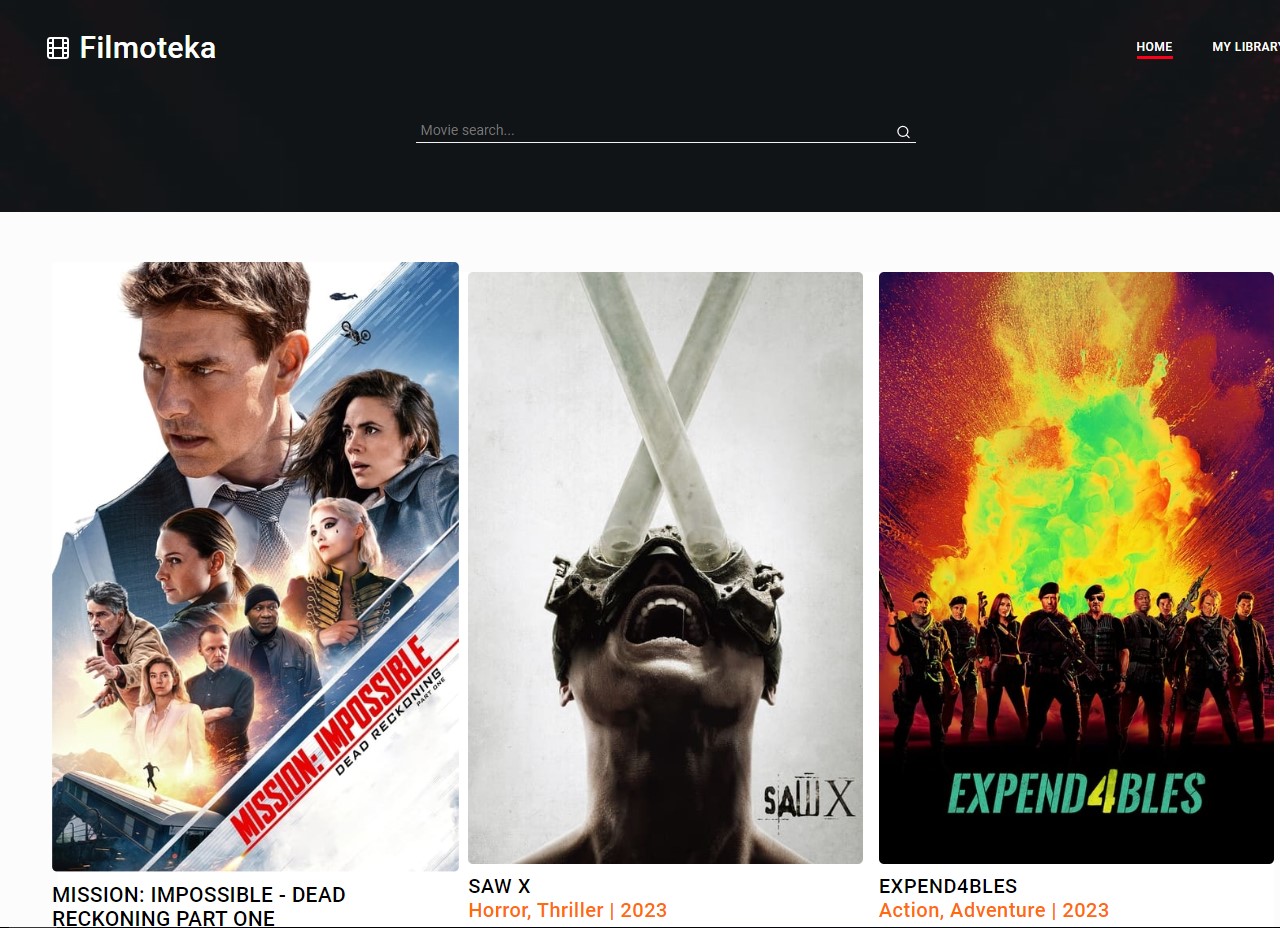 Filmoteka
HOME
MY LIBRARY
Movie search...
MISSION: IMPOSSIBLE
DEAD RECKONING
PART ONE
SAW X
EXPEND4BLES
MISSION: IMPOSSIBLE - DEAD
RECKONING PART ONE
SAW X
Horror, Thriller | 2023
EXPEND4BLES
Action, Adventure | 2023